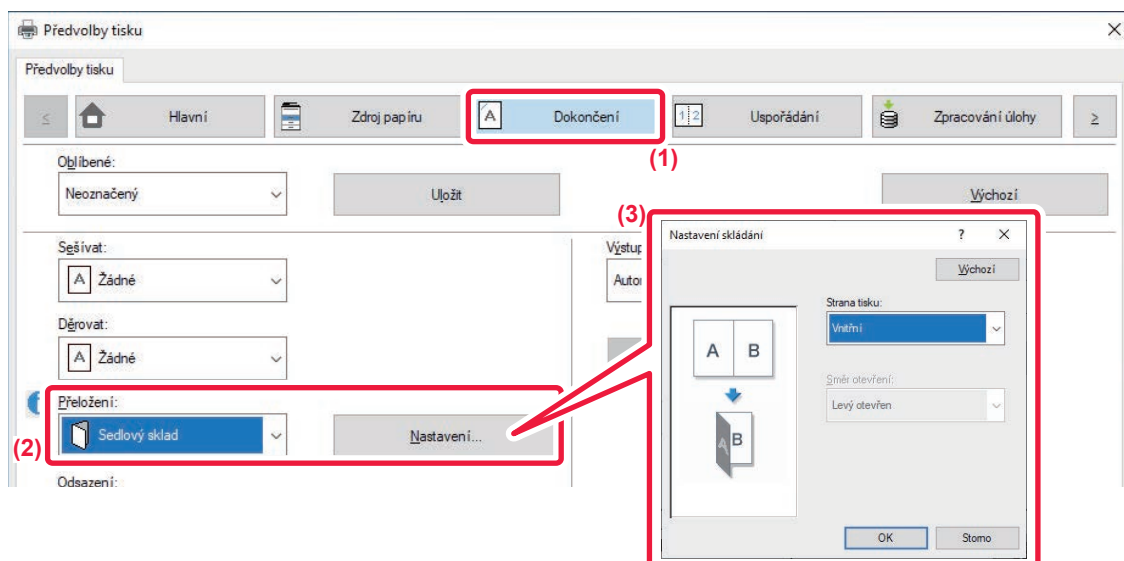 Předvolby tisku
Předvolby tisku
< Hlavní Zdroj papíru A Dokončení 1 2 Uspořádání Zpracování úlohy >
(1)
Oblíbené:
Neoznačený Uložit Výchozí
(3)
Sešívat:
A Žádné
Děrovat:
A Žádné
Přeložení:
(2) Sedlový sklad Nastavení...
Odsazení:
Výstup
Nastavení skládání ? X
Výchozí
Strana tisku:
Vnitřní
A B
Směr otevření:
Levý otevřen
A B
OK Storno